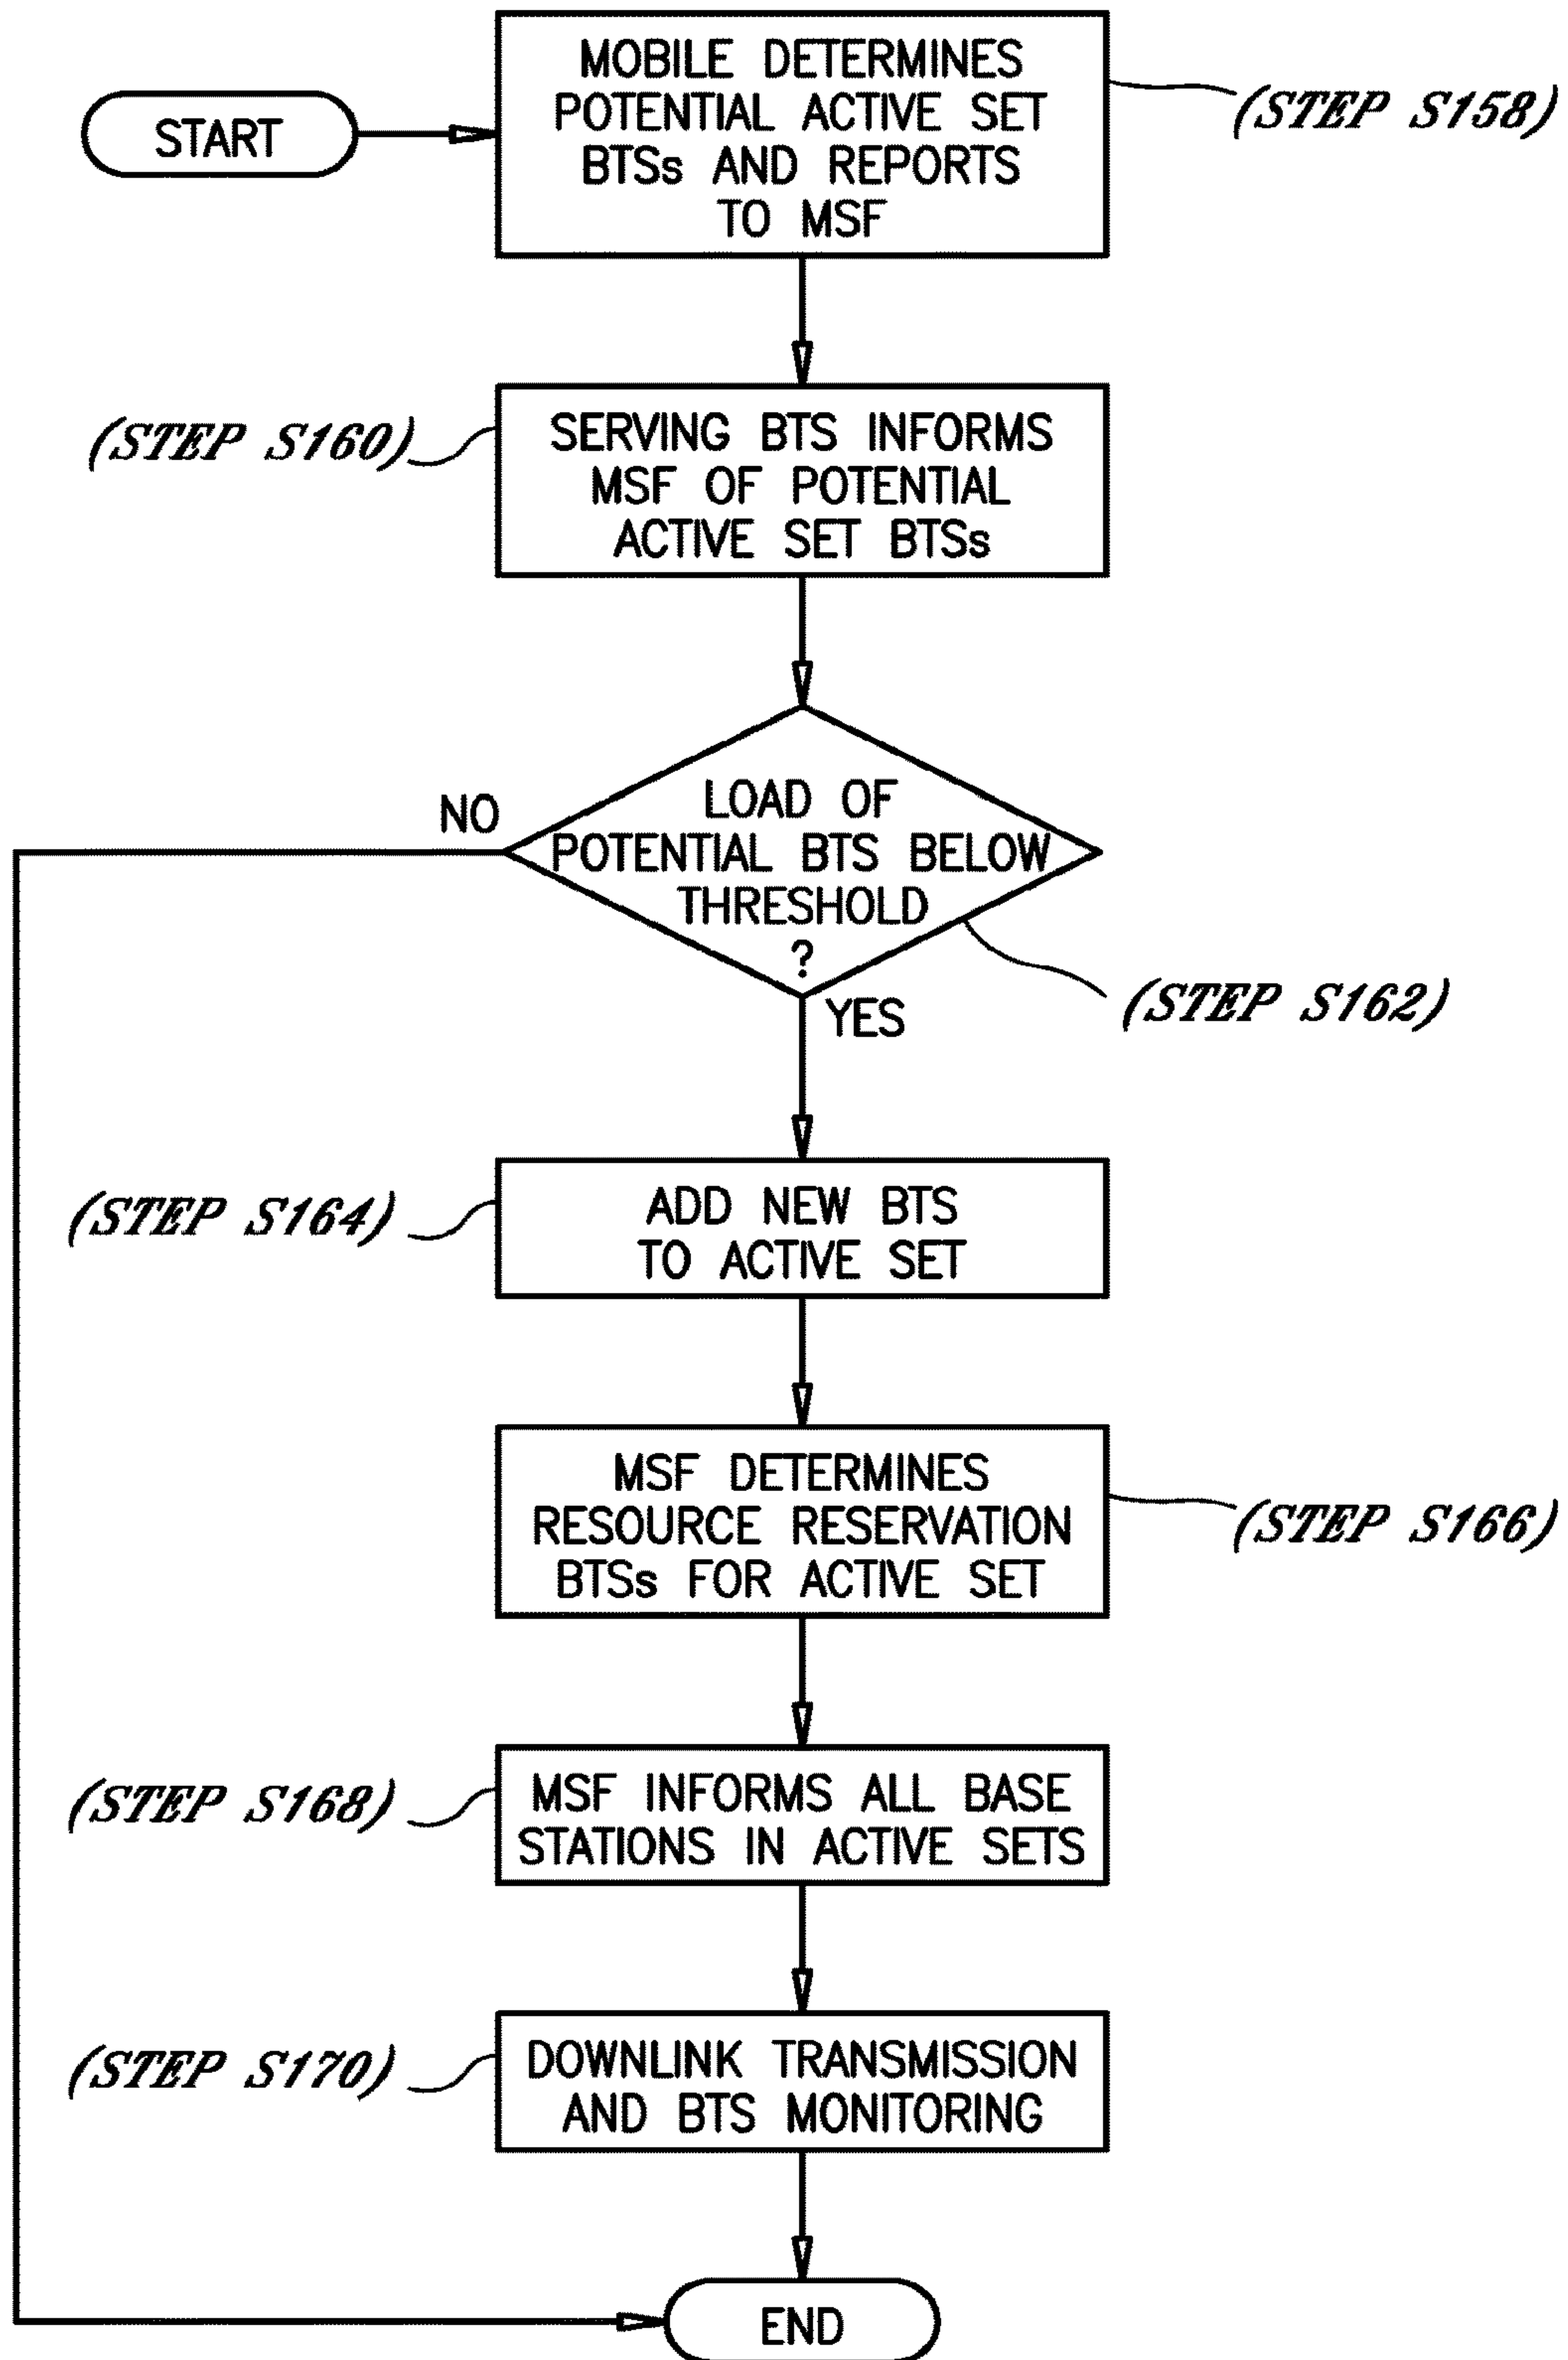 START
MOBILE DETERMINES
POTENTIAL ACTIVE SET
BTSs AND REPORTS
TO MSF
(STEP S158)
(STEP S160)
SERVING BTS INFORMS
MSF OF POTENTIAL
ACTIVE SET BTSs
NO
LOAD OF
POTENTIAL BTS BELOW
THRESHOLD
?
YES
(STEP S162)
(STEP S164)
ADD NEW BTS
TO ACTIVE SET
MSF DETERMINES
RESOURCE RESERVATION
BTSs FOR ACTIVE SET
(STEP S166)
(STEP S168)
MSF INFORMS ALL BASE
STATIONS IN ACTIVE SETS
(STEP S170)
DOWNLINK TRANSMISSION
AND BTS MONITORING
END